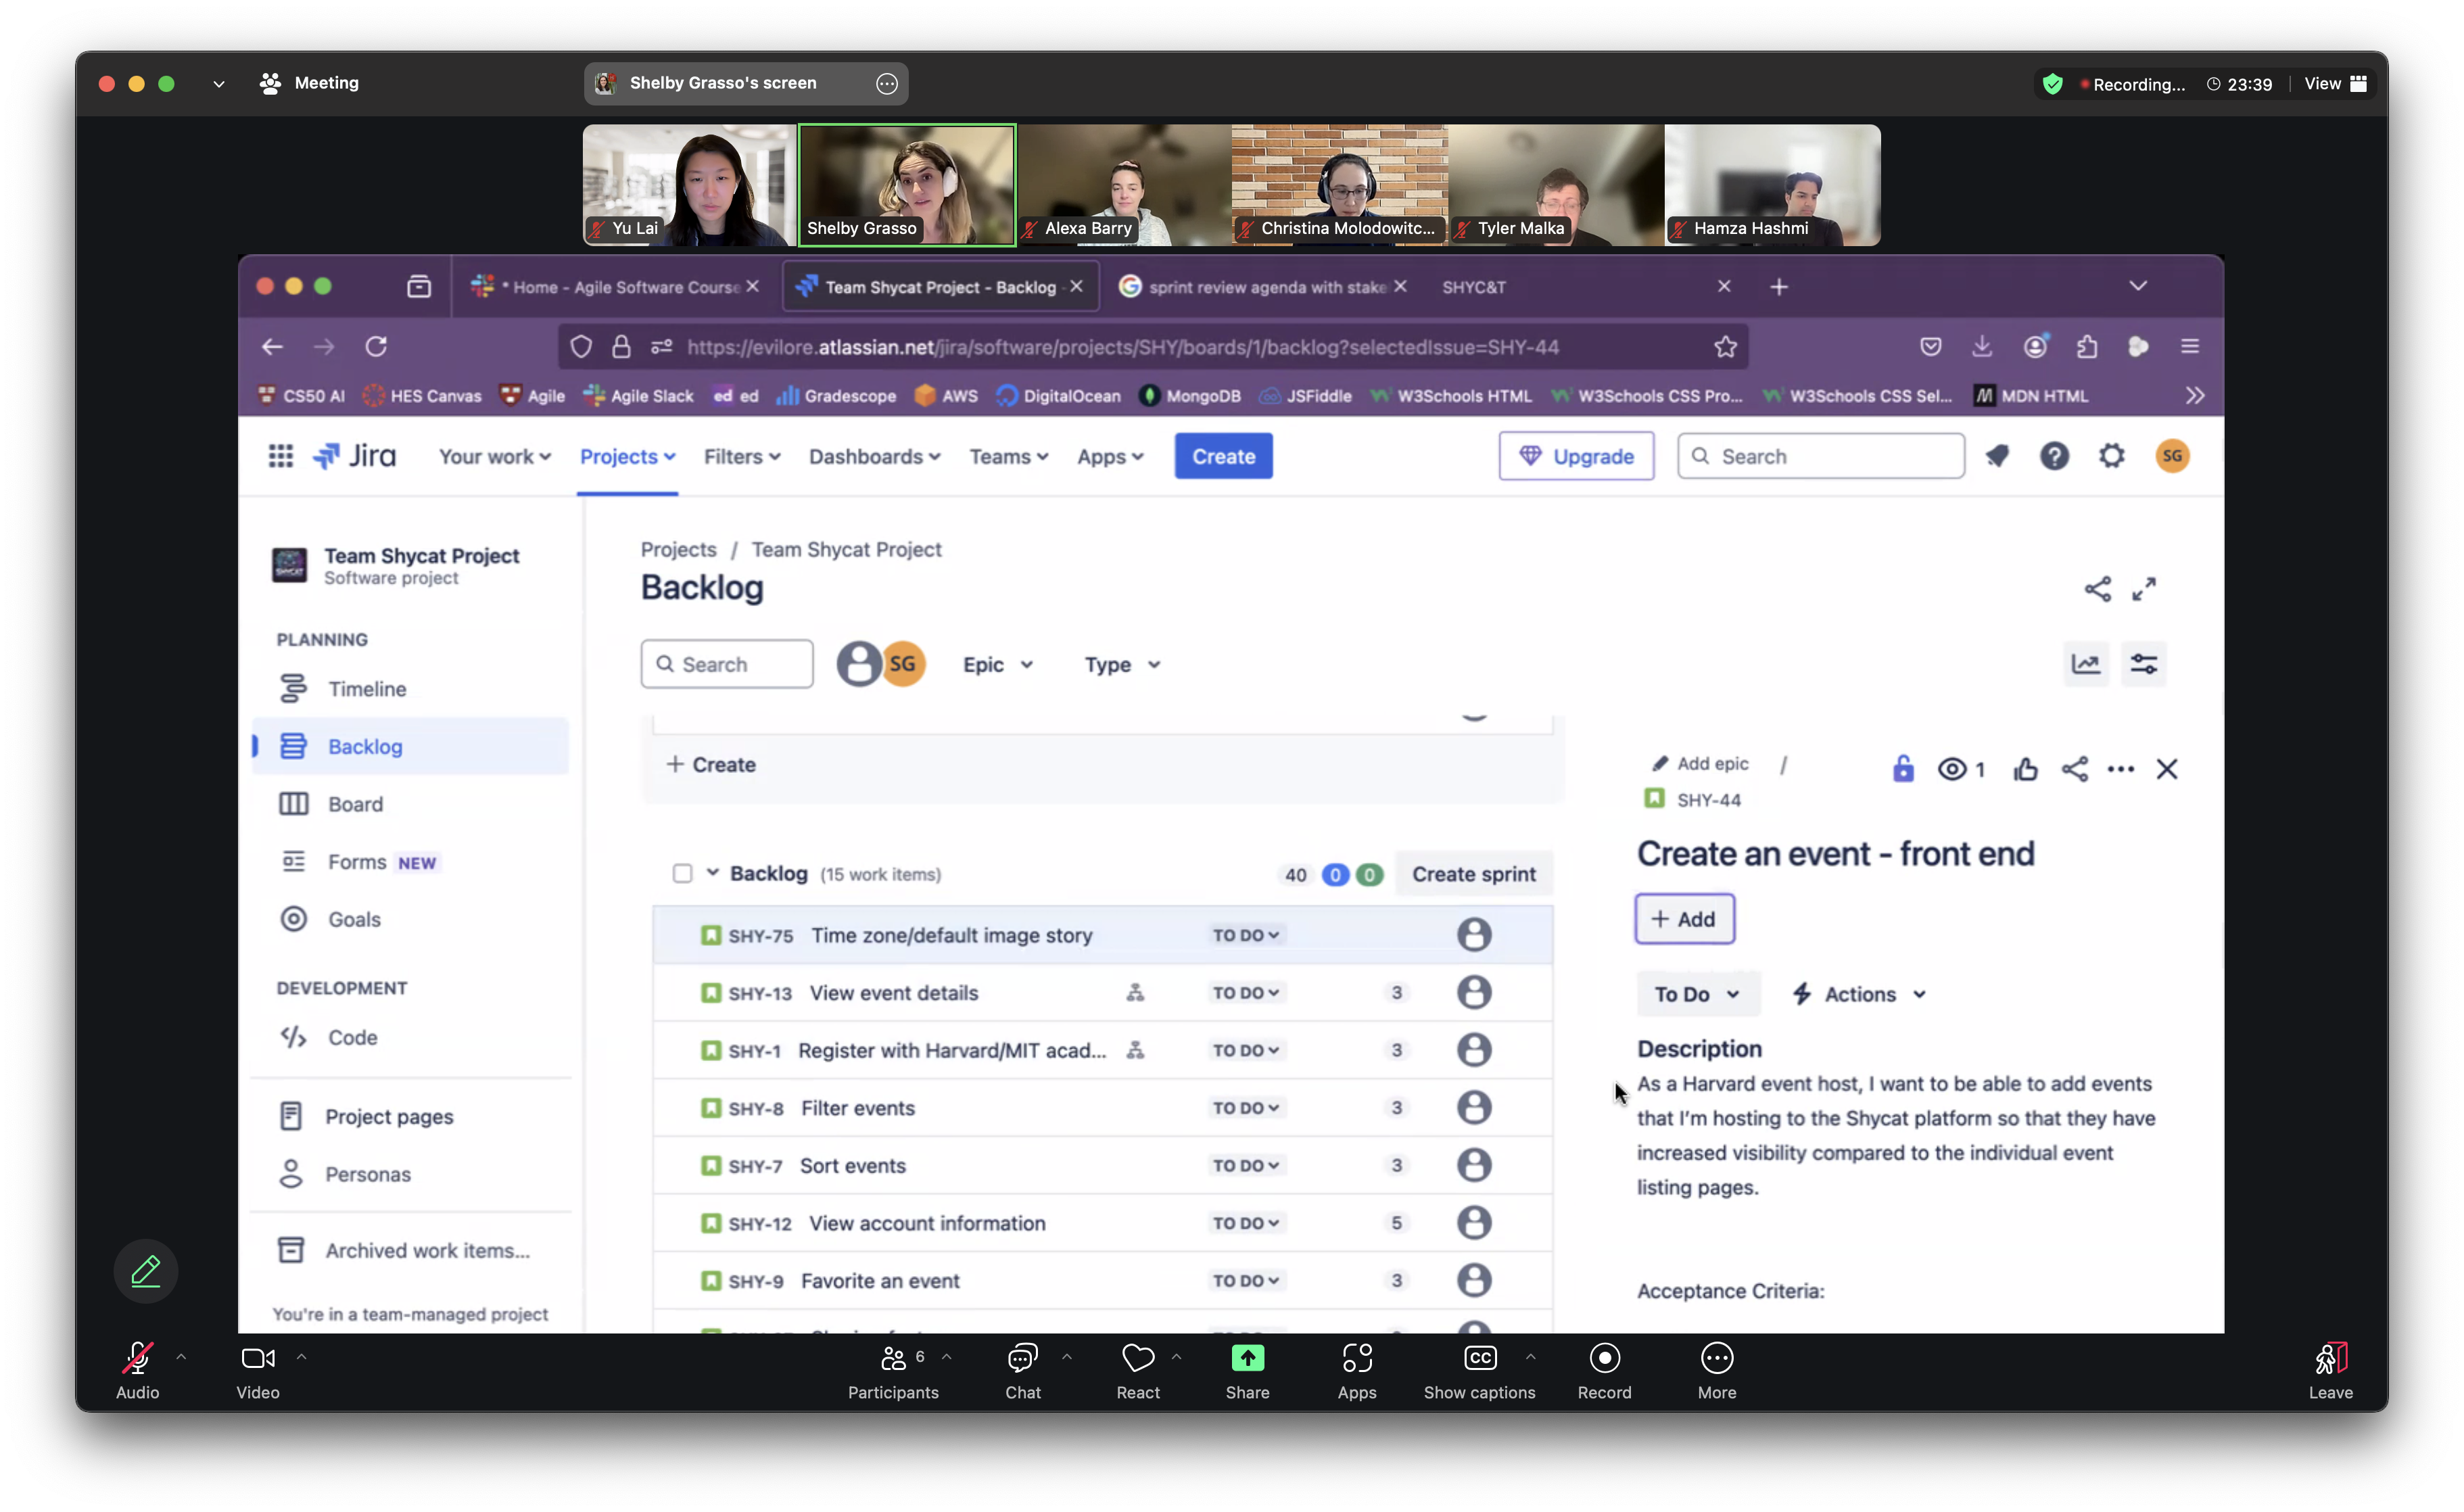 Meeting
Shelby Grasso's screen
Recording...
23:39
View
Yu Lai
Shelby Grasso
Alexa Barry
Christina Molodowitc...
Tyler Malka
Hamza Hashmi
* Home - Agile Software Course
Team Shycat Project - Backlog
sprint review agenda with stake
SHYC&T
https://evilore.atlassian.net/jira/software/projects/SHY/boards/1/backlog?selectedIssue=SHY-44
CS50 AI
HES Canvas
Agile
Agile Slack
ed ed
Gradescope
AWS
DigitalOcean
MongoDB
JSFiddle
W3Schools HTML
W3Schools CSS Pro...
W3Schools CSS Sel...
MDN HTML
Jira
Your work
Projects
Filters
Dashboards
Teams
Apps
Create
Upgrade
Search
SG
Team Shycat Project
Software project
PLANNING
Timeline
Backlog
Board
Forms NEW
Goals
DEVELOPMENT
Code
Project pages
Personas
Archived work items...
You're in a team-managed project
Projects / Team Shycat Project
Backlog
Search
SG
Epic
Type
+ Create
Backlog (15 work items)
40 0 0
Create sprint
SHY-75 Time zone/default image story TO DO
SHY-13 View event details TO DO 3
SHY-1 Register with Harvard/MIT acad... TO DO 3
SHY-8 Filter events TO DO 3
SHY-7 Sort events TO DO 3
SHY-12 View account information TO DO 5
SHY-9 Favorite an event TO DO 3
Add epic /
1
SHY-44
Create an event - front end
+ Add
To Do
Actions
Description
As a Harvard event host, I want to be able to add events
that I'm hosting to the Shycat platform so that they have
increased visibility compared to the individual event
listing pages.
Acceptance Criteria:
Audio
Video
Participants
6
Chat
React
Share
Apps
CC
Show captions
Record
More
Leave